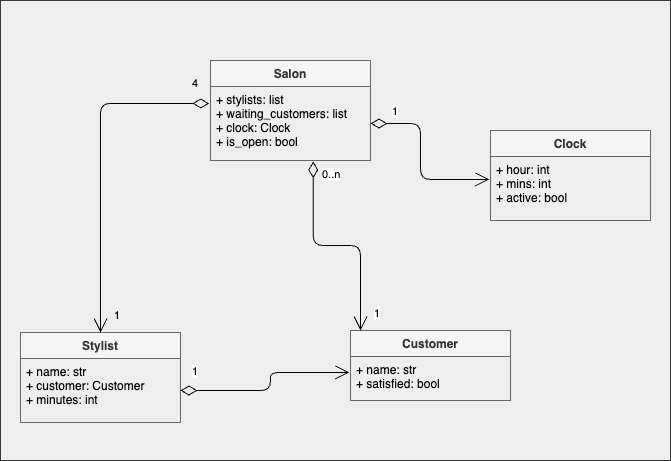 Salon
+ stylists: list
+ waiting_customers: list
+ clock: Clock
+ is_open: bool
4
1
0..n
Clock
+ hour: int
+ mins: int
+ active: bool
1
1
Stylist
+ name: str
+ customer: Customer
+ minutes: int
1
Customer
+ name: str
+ satisfied: bool